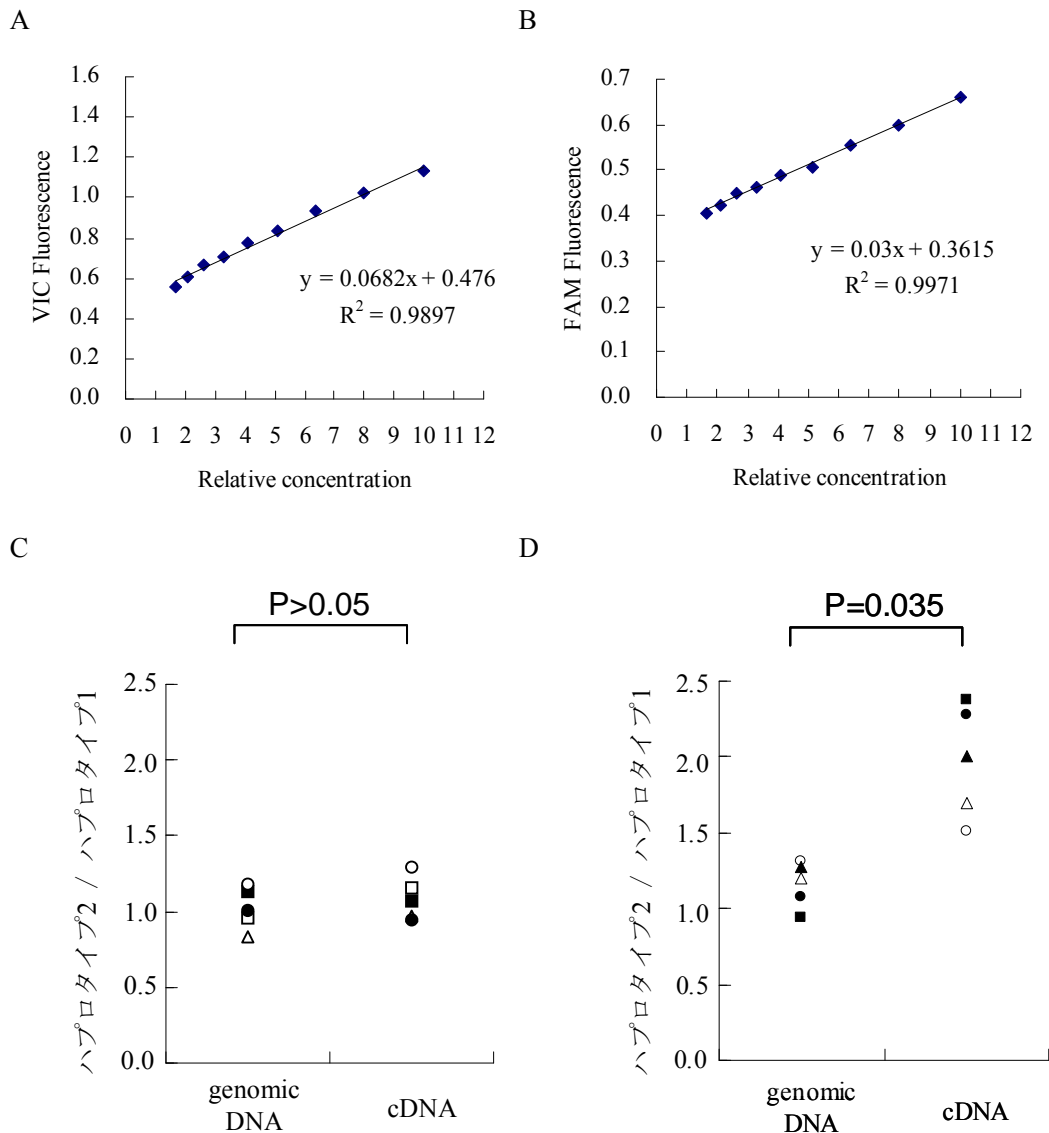 A
VIC Fluorescence
1.6
1.4
1.2
1.0
0.8
0.6
0.4
0.2
0.0
y = 0.0682x + 0.476
R² = 0.9897
0 1 2 3 4 5 6 7 8 9 10 11 12
Relative concentration
B
FAM Fluorescence
0.7
0.6
0.5
0.4
0.3
0.2
0.1
0.0
y = 0.03x + 0.3615
R² = 0.9971
0 1 2 3 4 5 6 7 8 9 10 11 12
Relative concentration
C
P>0.05
ハプロタイプ2 / ハプロタイプ1
2.5
2.0
1.5
1.0
0.5
0.0
genomic
DNA
cDNA
D
P=0.035
ハプロタイプ2 / ハプロタイプ1
2.5
2.0
1.5
1.0
0.5
0.0
genomic
DNA
cDNA